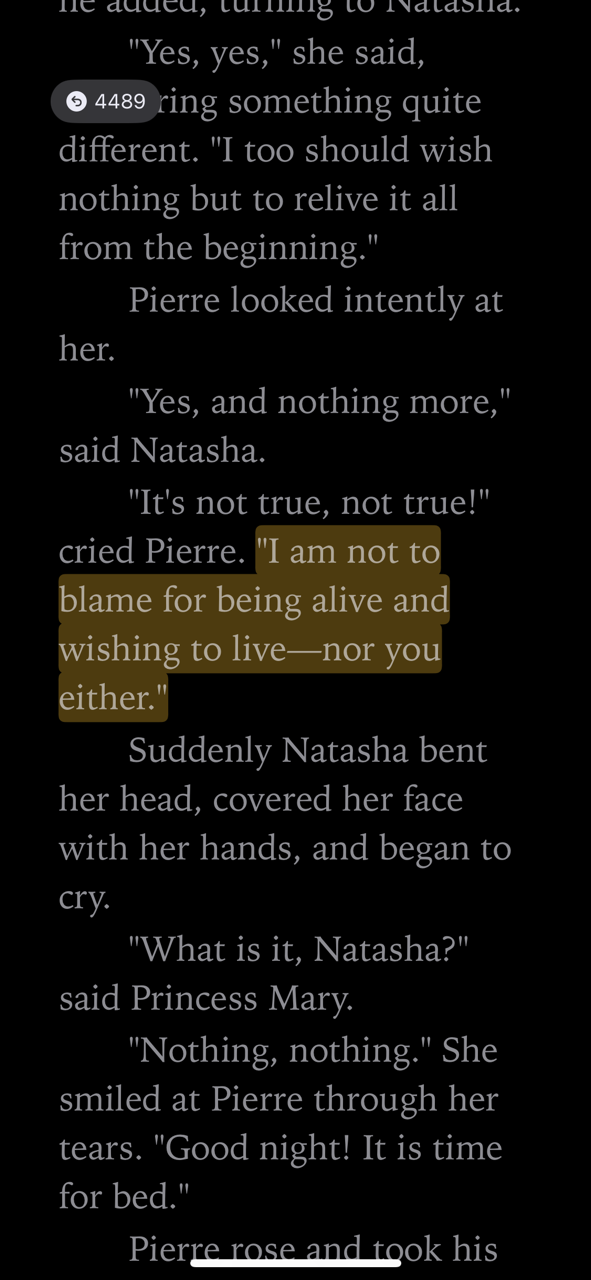 he added, turning to Natasha.
"Yes, yes," she said,
4489
ring something quite
different. "I too should wish
nothing but to relive it all
from the beginning."
Pierre looked intently at
her.
"Yes, and nothing more,"
said Natasha.
"It's not true, not true!"
cried Pierre. "I am not to
blame for being alive and
wishing to live—nor you
either."
Suddenly Natasha bent
her head, covered her face
with her hands, and began to
cry.
"What is it, Natasha?"
said Princess Mary.
"Nothing, nothing." She
smiled at Pierre through her
tears. "Good night! It is time
for bed."
Pierre rose and took his